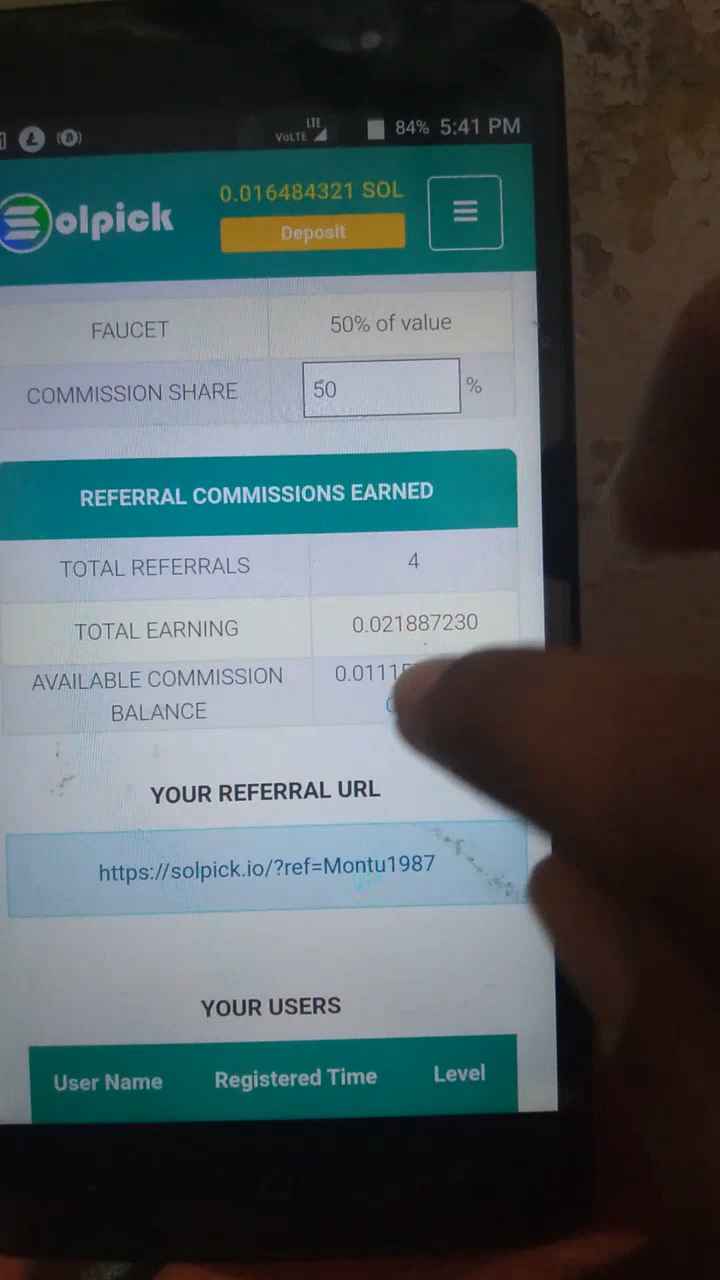 LTE
VoLTE 84% 5:41 PM
olpick
0.016484321 SOL
Deposit
FAUCET 50% of value
COMMISSION SHARE 50 %
REFERRAL COMMISSIONS EARNED
TOTAL REFERRALS 4
TOTAL EARNING 0.021887230
AVAILABLE COMMISSION
BALANCE
YOUR REFERRAL URL
https://solpick.io/?ref=Montu1987
YOUR USERS
User Name Registered Time Level